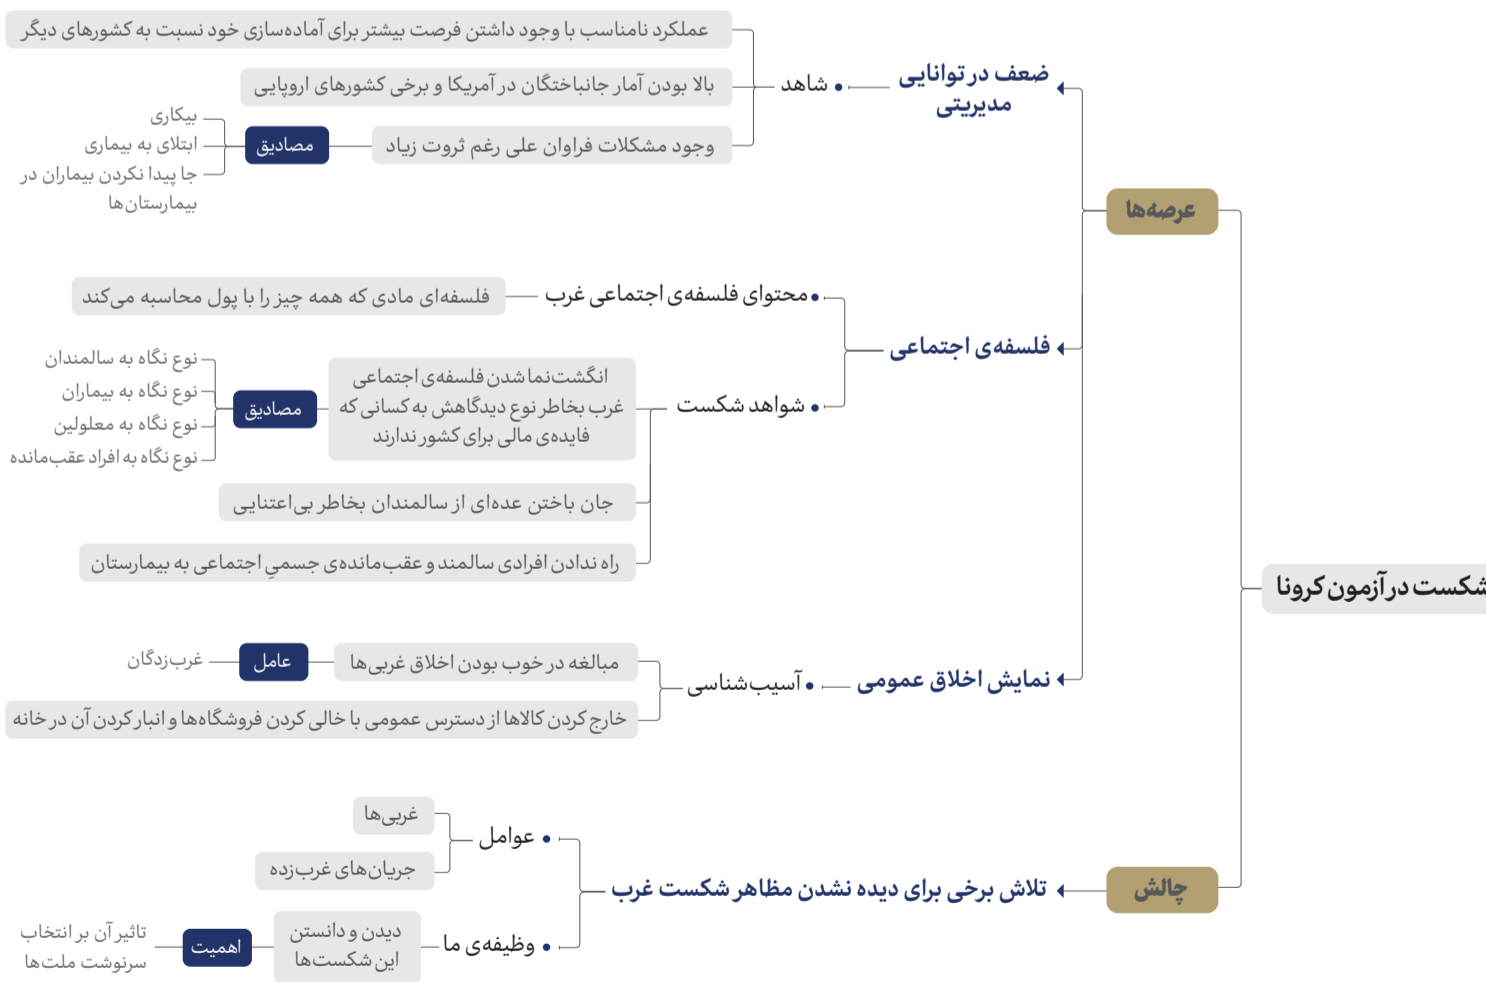 شکست در آزمون کرونا
عرصه‌ها
ضعف در توانایی
مدیریتی
شاهد
عملکرد نامناسب با وجود داشتن فرصت بیشتر برای آماده‌سازی خود نسبت به کشورهای دیگر
بالا بودن آمار جانباختگان در آمریکا و برخی کشورهای اروپایی
وجود مشکلات فراوان علی رغم ثروت زیاد
مصادیق
بیکاری
ابتلای به بیماری
جا پیدا نکردن بیماران در
بیمارستان‌ها
فلسفه‌ی اجتماعی
محتوای فلسفه‌ی اجتماعی غرب
فلسفه‌ای مادی که همه چیز را با پول محاسبه می‌کند
شواهد شکست
انگشت‌نما شدن فلسفه‌ی اجتماعی
غرب بخاطر نوع دیدگاهش به کسانی که
فایده‌ی مالی برای کشور ندارند
مصادیق
نوع نگاه به سالمندان
نوع نگاه به بیماران
نوع نگاه به معلولین
نوع نگاه به افراد عقب‌مانده
جان باختن عده‌ای از سالمندان بخاطر بی‌اعتنایی
راه ندادن افرادی سالمند و عقب‌مانده‌ی جسمیِ اجتماعی به بیمارستان
نمایش اخلاق عمومی
آسیب‌شناسی
مبالغه در خوب بودن اخلاق غربی‌ها
عامل
غرب‌زدگان
خارج کردن کالاها از دسترس عمومی با خالی کردن فروشگاه‌ها و انبار کردن آن در خانه
چالش
تلاش برخی برای دیده نشدن مظاهر شکست غرب
عوامل
غربی‌ها
جریان‌های غرب‌زده
وظیفه‌ی ما
دیدن و دانستن
این شکست‌ها
اهمیت
تاثیر آن بر انتخاب
سرنوشت ملت‌ها